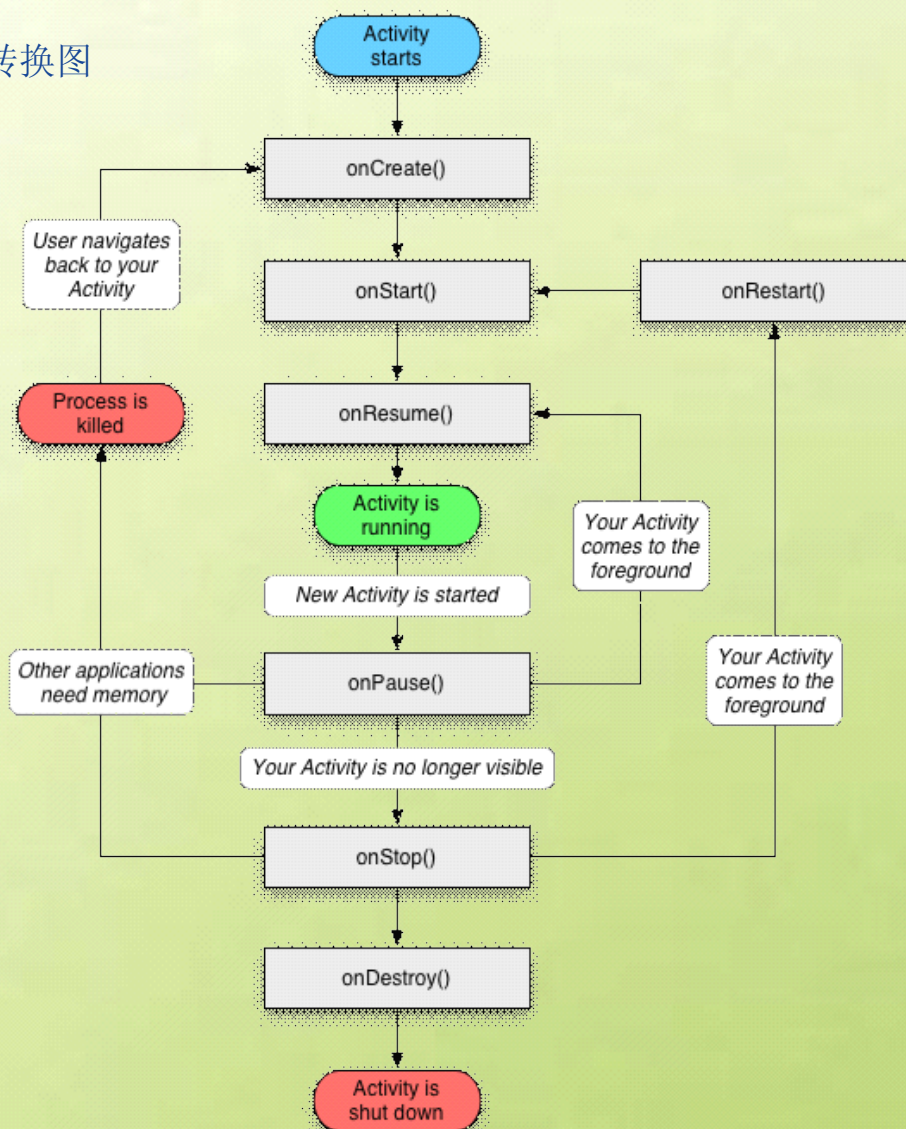 转换图
Activity
starts
onCreate()
User navigates
back to your
Activity
onStart()
onRestart()
Process is
killed
onResume()
Activity is
running
Your Activity
comes to the
foreground
New Activity is started
Other applications
need memory
onPause()
Your Activity
comes to the
foreground
Your Activity is no longer visible
onStop()
onDestroy()
Activity is
shut down